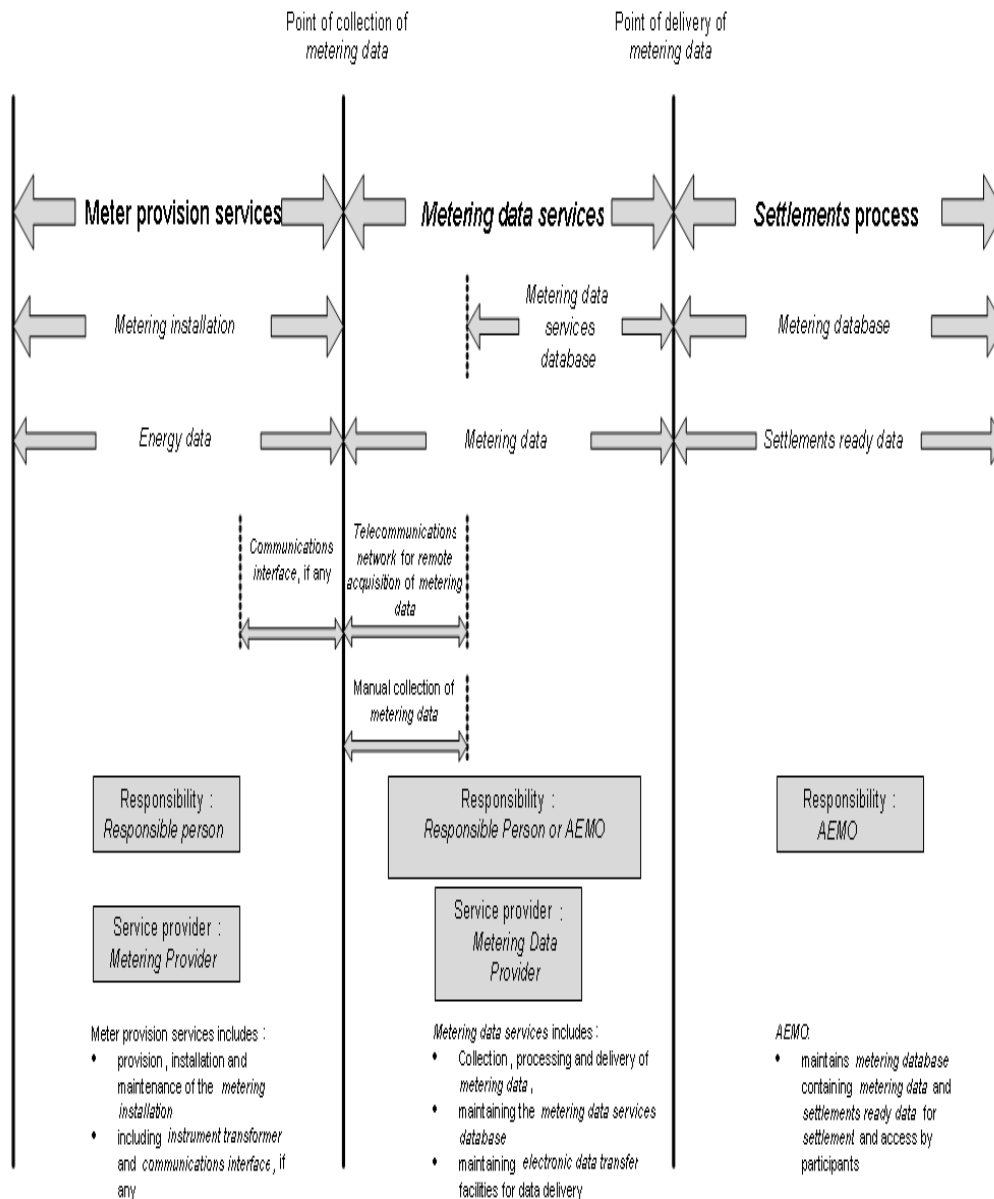 Point of collection of
metering data
Point of delivery of
metering data
Meter provision services
Metering data services
Settlements process
Metering installation
Metering data
services
database
Metering database
Energy data
Metering data
Settlements ready data
Communications
interface, if any
Telecommunications
network for remote
acquisition of metering
data
Manual collection of
metering data
Responsibility :
Responsible person
Responsibility :
Responsible Person or AEMO
Responsibility :
AEMO
Service provider :
Metering Provider
Service provider :
Metering Data
Provider
Meter provision services includes :
• provision , installation and
maintenance of the metering
installation
• including instrument transformer
and communications interface, if
any
Metering data services includes :
• Collection , processing and delivery of
metering data ,
• maintaining the metering data services
database
• maintaining electronic data transfer
facilities for data delivery
AEMO:
• maintains metering database
containing metering data and
settlements ready data for
settlement and access by
participants